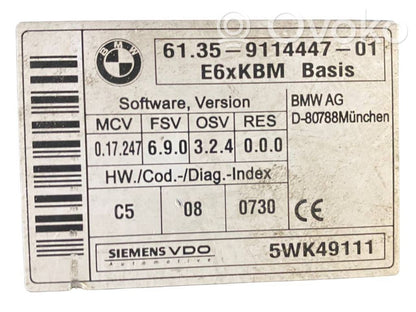 BMW
61.35-9114447-01
E6xKBM Basis
Software, Version
MCV FSV OSV RES
0.17.247 6.9.0 3.2.4 0.0.0
BMW AG
D-80788München
HW./Cod.-/Diag.-Index
C5 08 0730
CE
SIEMENS VDO
Automotive
5WK49111
Ovoko